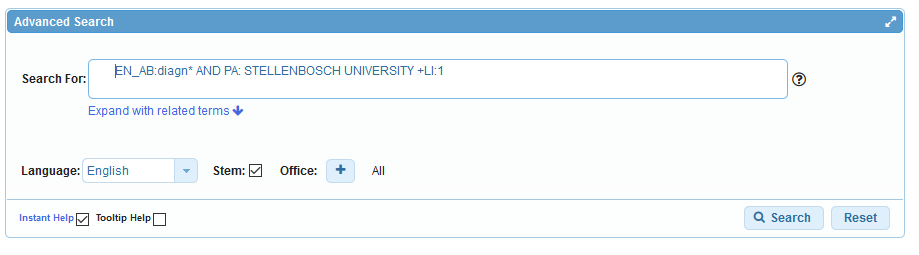 Advanced Search
Search For: EN_AB:diagn* AND PA: STELLENBOSCH UNIVERSITY +LI:1
Expand with related terms
Language: English Stem: Office: + All
Instant Help Tooltip Help Search Reset